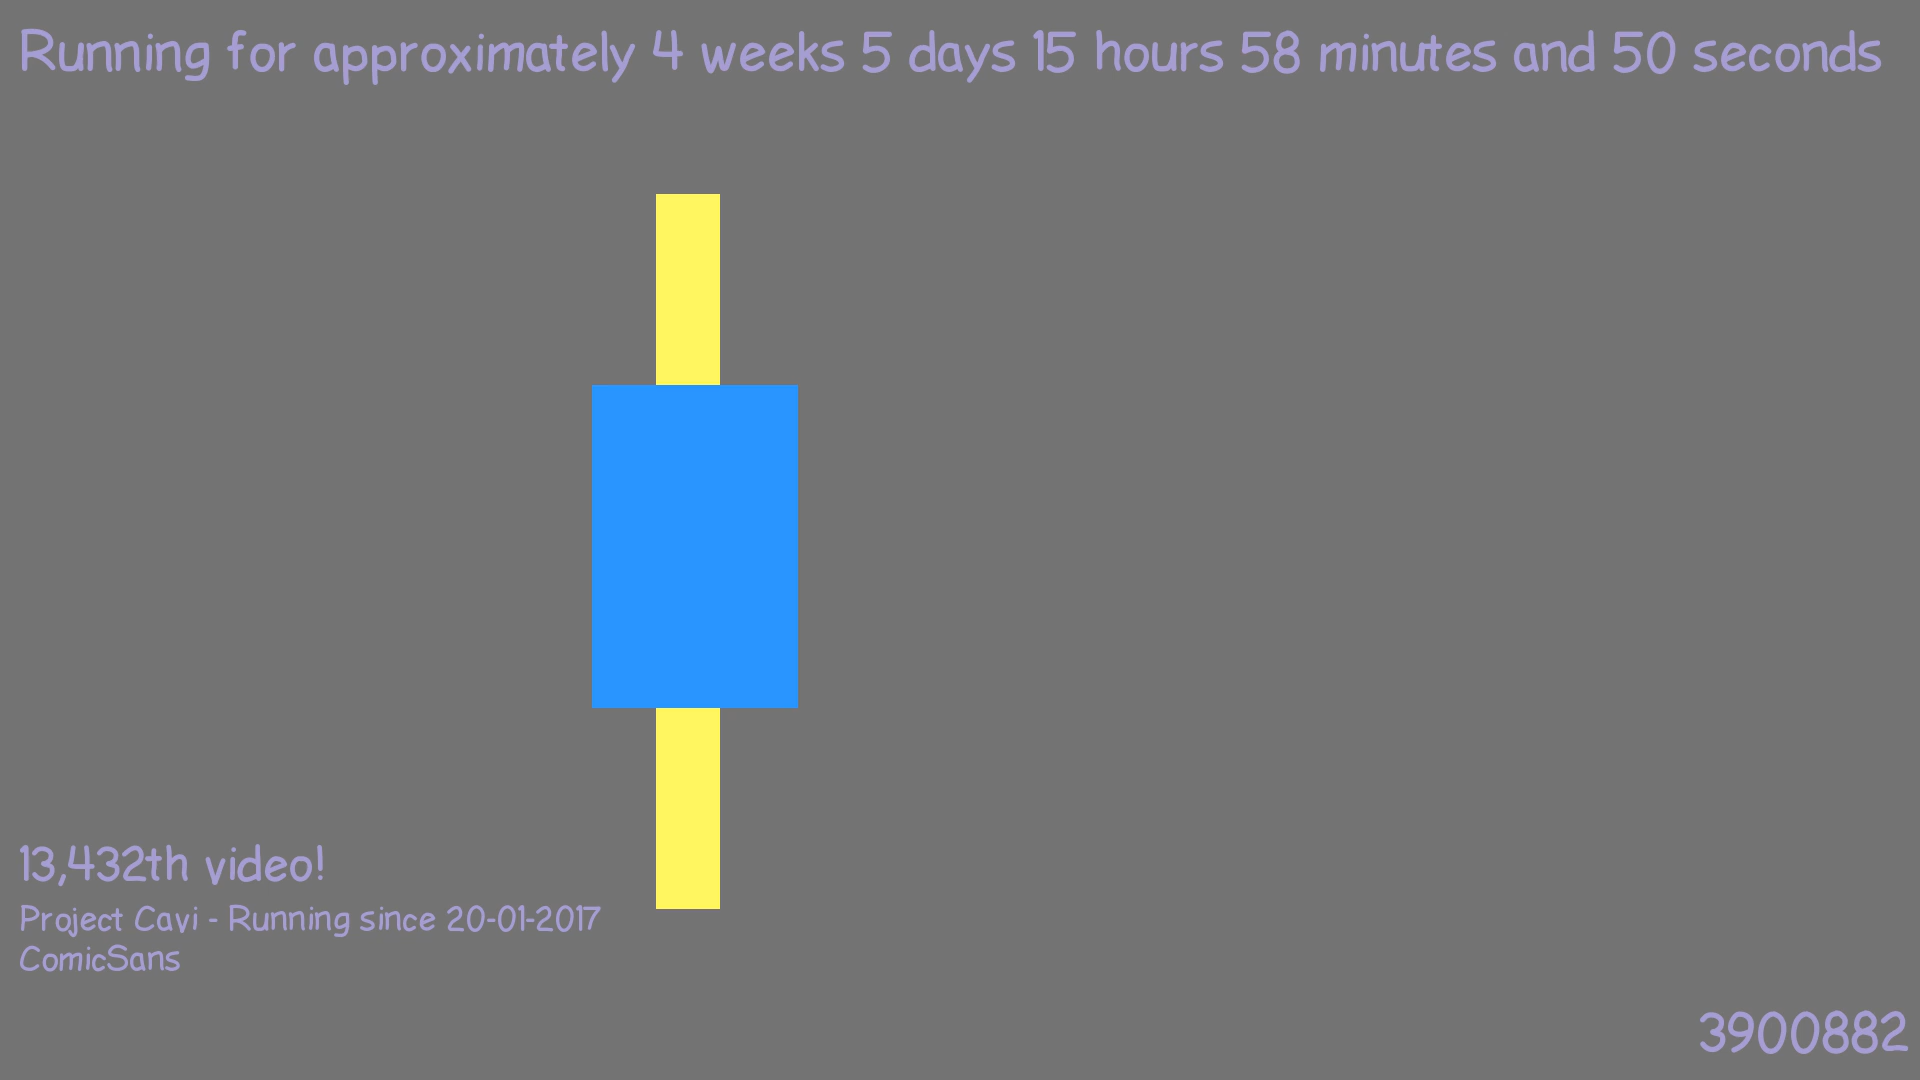 Running for approximately 4 weeks 5 days 15 hours 58 minutes and 50 seconds
13,432th video!
Project Cavi - Running since 20-01-2017
ComicSans
3900882